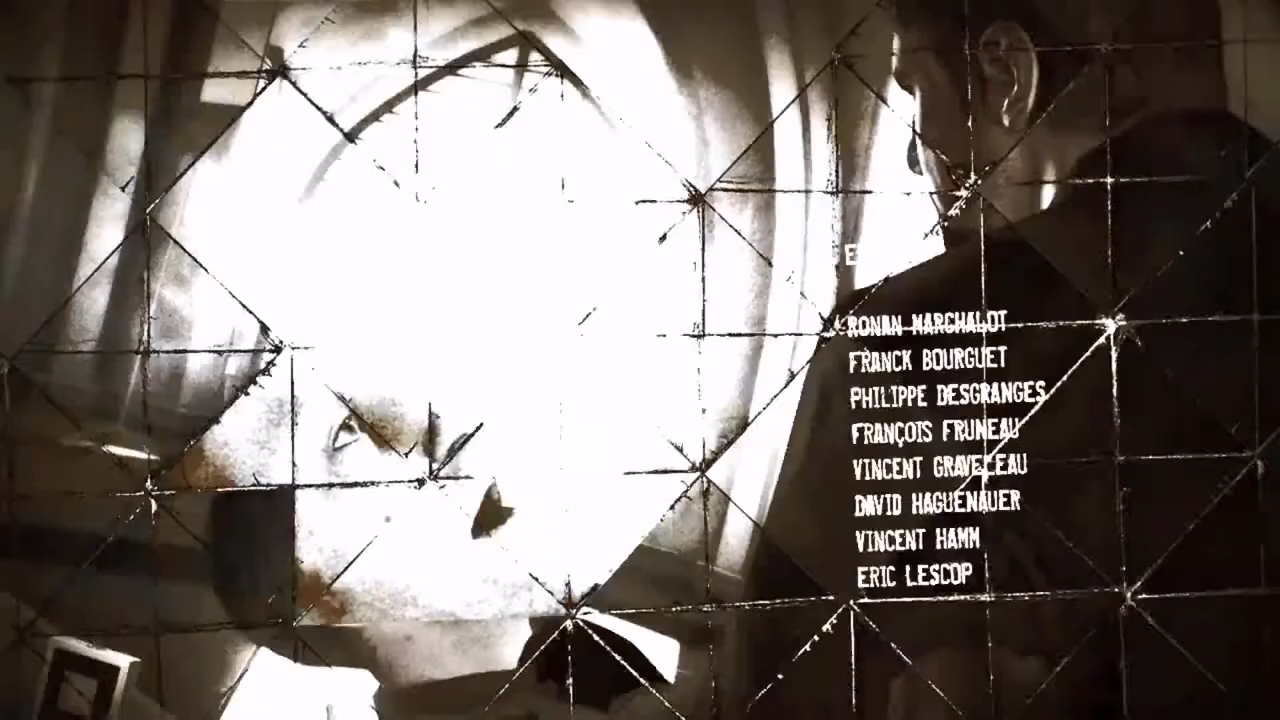 E
RONAN MARCHALOT
FRANCK BOURGUET
PHILIPPE DESGRANGES
FRANÇOIS FRUNEAU
VINCENT GRAVELEAU
DAVID HAGUENAUER
VINCENT HAMM
ERIC LESCOP